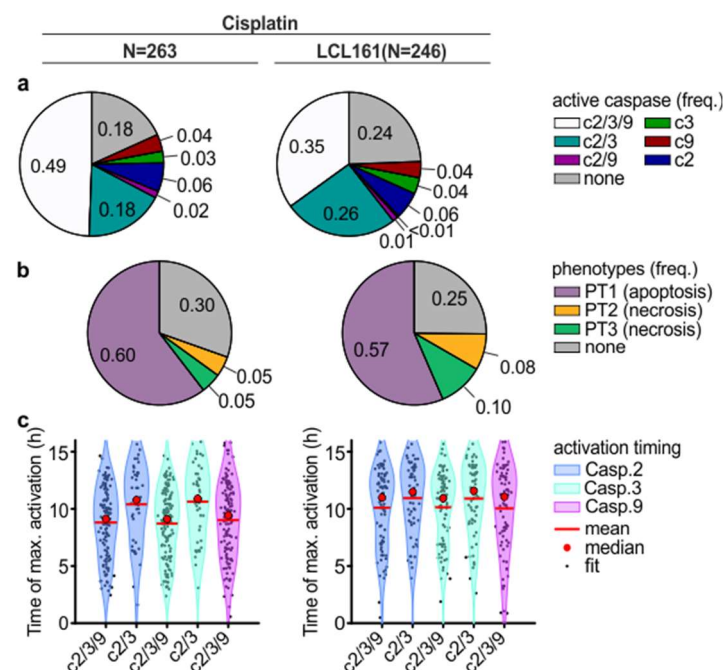 Cisplatin
N=263 LCL161(N=246)
a
0.18
0.04
0.03
0.06
0.02
0.18
0.49
0.24
0.04
0.04
0.06
<0.01
0.01
0.26
0.35
active caspase (freq.)
c2/3/9 c3
c2/3 c9
c2/9 c2
none
b
0.30
0.05
0.05
0.60
0.25
0.08
0.10
0.57
phenotypes (freq.)
PT1 (apoptosis)
PT2 (necrosis)
PT3 (necrosis)
none
c
Time of max. activation (h)
15
10
5
0
c2/3/9 c2/3 c2/3/9 c2/3 c2/3/9
Time of max. activation (h)
15
10
5
0
c2/3/9 c2/3 c2/3/9 c2/3 c2/3/9
activation timing
Casp.2
Casp.3
Casp.9
mean
median
fit